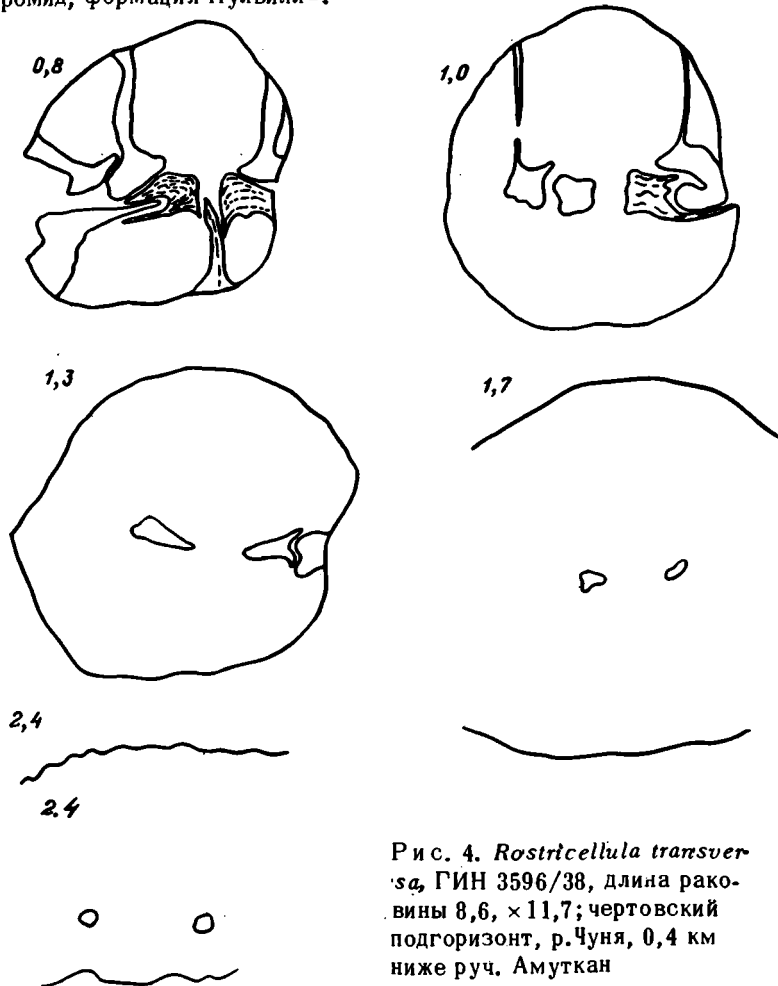 0,8
1,0
1,3
1,7
2,4
2.4
Рис. 4. Rostricellula transver-
sa, ГИН 3596/38, длина рако-
вины 8,6, × 11,7; чертовский
подгоризонт, р. Чуня, 0,4 км
ниже руч. Амуткан